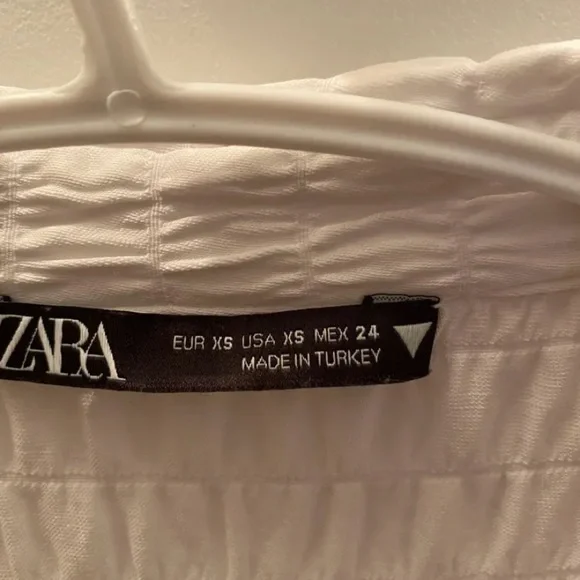 ZARA
EUR XS USA XS MEX 24
MADE IN TURKEY